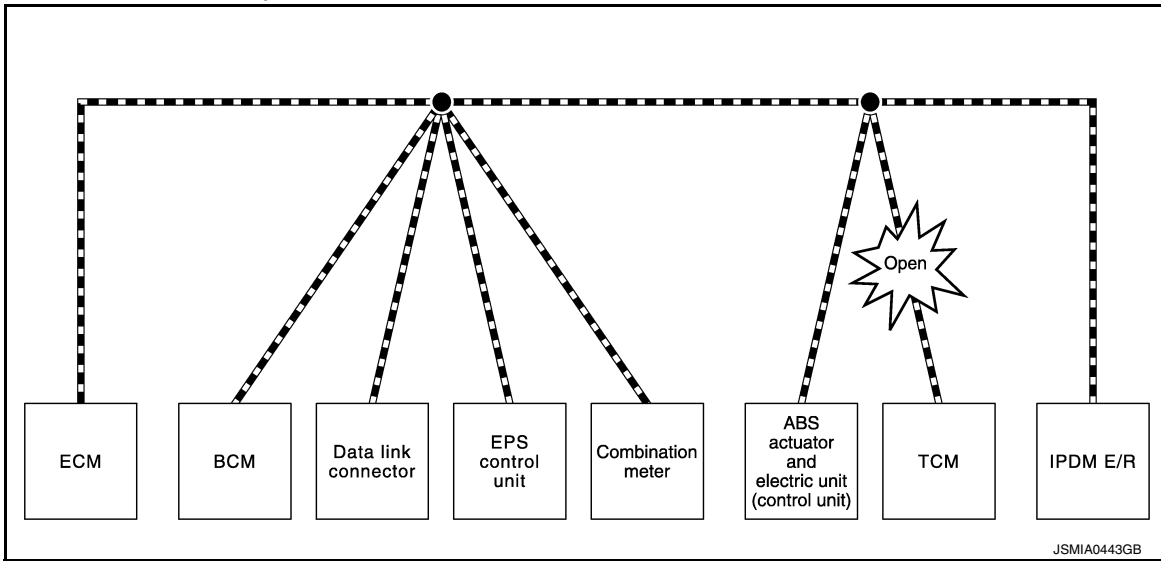 Open
ECM
BCM
Data link
connector
EPS
control
unit
Combination
meter
ABS
actuator
and
electric unit
(control unit)
TCM
IPDM E/R
JSMIA0443GB